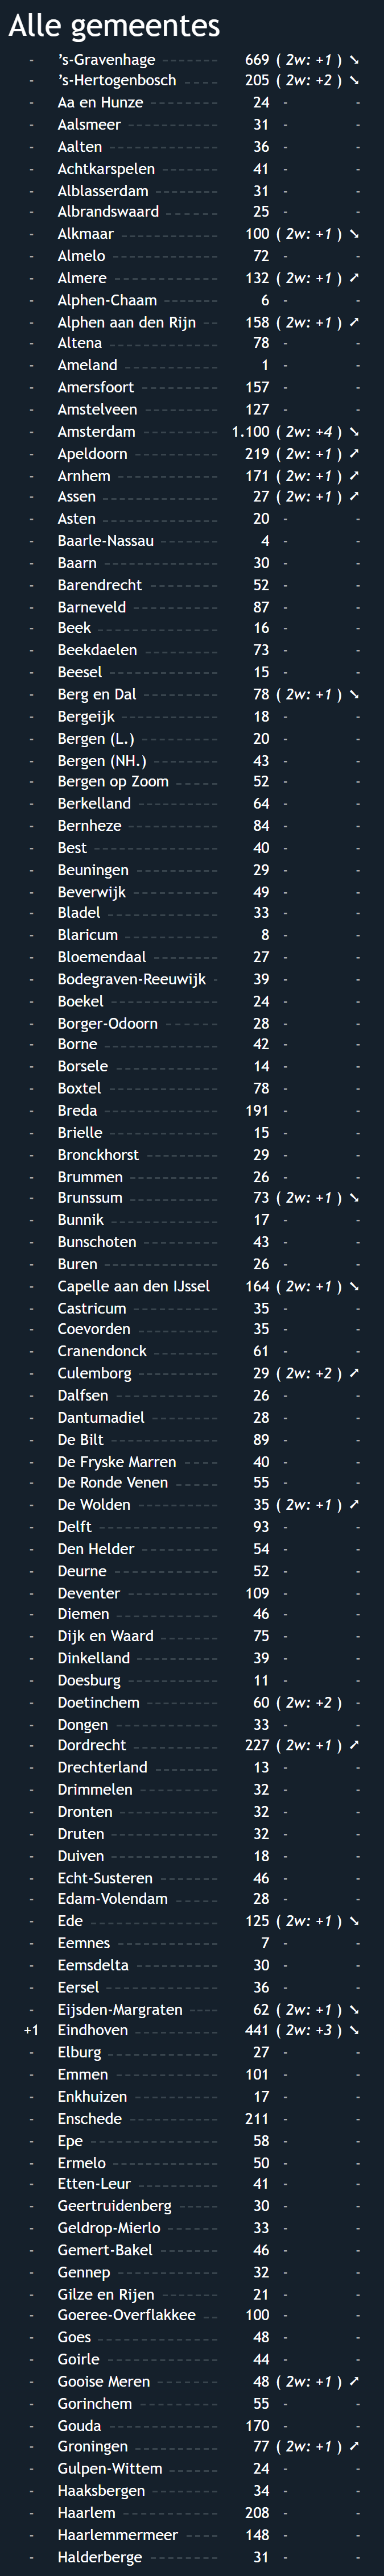 Alle gemeentes
- ’s-Gravenhage 669 ( 2w: +1 ) ➘
- ’s-Hertogenbosch 205 ( 2w: +2 ) ➘
- Aa en Hunze 24 - -
- Aalsmeer 31 - -
- Aalten 36 - -
- Achtkarspelen 41 - -
- Alblasserdam 31 - -
- Albrandswaard 25 - -
- Alkmaar 100 ( 2w: +1 ) ➘
- Almelo 72 - -
- Almere 132 ( 2w: +1 ) ➚
- Alphen-Chaam 6 - -
- Alphen aan den Rijn 158 ( 2w: +1 ) ➚
- Altena 78 - -
- Ameland 1 - -
- Amersfoort 157 - -
- Amstelveen 127 - -
- Amsterdam 1.100 ( 2w: +4 ) ➘
- Apeldoorn 219 ( 2w: +1 ) ➚
- Arnhem 171 ( 2w: +1 ) ➚
- Assen 27 ( 2w: +1 ) ➚
- Asten 20 - -
- Baarle-Nassau 4 - -
- Baarn 30 - -
- Barendrecht 52 - -
- Barneveld 87 - -
- Beek 16 - -
- Beekdaelen 73 - -
- Beesel 15 - -
- Berg en Dal 78 ( 2w: +1 ) ➘
- Bergeijk 18 - -
- Bergen (L.) 20 - -
- Bergen (NH.) 43 - -
- Bergen op Zoom 52 - -
- Berkelland 64 - -
- Bernheze 84 - -
- Best 40 - -
- Beuningen 29 - -
- Beverwijk 49 - -
- Bladel 33 - -
- Blaricum 8 - -
- Bloemendaal 27 - -
- Bodegraven-Reeuwijk 39 - -
- Boekel 24 - -
- Borger-Odoorn 28 - -
- Borne 42 - -
- Borsele 14 - -
- Boxtel 78 - -
- Breda 191 - -
- Brielle 15 - -
- Bronckhorst 29 - -
- Brummen 26 - -
- Brunssum 73 ( 2w: +1 ) ➘
- Bunnik 17 - -
- Bunschoten 43 - -
- Buren 26 - -
- Capelle aan den IJssel 164 ( 2w: +1 ) ➘
- Castricum 35 - -
- Coevorden 35 - -
- Cranendonck 61 - -
- Culemborg 29 ( 2w: +2 ) ➚
- Dalfsen 26 - -
- Dantumadiel 28 - -
- De Bilt 89 - -
- De Fryske Marren 40 - -
- De Ronde Venen 55 - -
- De Wolden 35 ( 2w: +1 ) ➚
- Delft 93 - -
- Den Helder 54 - -
- Deurne 52 - -
- Deventer 109 - -
- Diemen 46 - -
- Dijk en Waard 75 - -
- Dinkelland 39 - -
- Doesburg 11 - -
- Doetinchem 60 ( 2w: +2 ) -
- Dongen 33 - -
- Dordrecht 227 ( 2w: +1 ) ➚
- Drechterland 13 - -
- Drimmelen 32 - -
- Dronten 32 - -
- Druten 32 - -
- Duiven 18 - -
- Echt-Susteren 46 - -
- Edam-Volendam 28 - -
- Ede 125 ( 2w: +1 ) ➘
- Eemnes 7 - -
- Eemsdelta 30 - -
- Eersel 36 - -
- Eijsden-Margraten 62 ( 2w: +1 ) ➘
+1 Eindhoven 441 ( 2w: +3 ) ➘
- Elburg 27 - -
- Emmen 101 - -
- Enkhuizen 17 - -
- Enschede 211 - -
- Epe 58 - -
- Ermelo 50 - -
- Etten-Leur 41 - -
- Geertruidenberg 30 - -
- Geldrop-Mierlo 33 - -
- Gemert-Bakel 46 - -
- Gennep 32 - -
- Gilze en Rijen 21 - -
- Goeree-Overflakkee 100 - -
- Goes 48 - -
- Goirle 44 - -
- Gooise Meren 48 ( 2w: +1 ) ➚
- Gorinchem 55 - -
- Gouda 170 - -
- Groningen 77 ( 2w: +1 ) ➚
- Gulpen-Wittem 24 - -
- Haaksbergen 34 - -
- Haarlem 208 - -
- Haarlemmermeer 148 - -
- Halderberge 31 - -